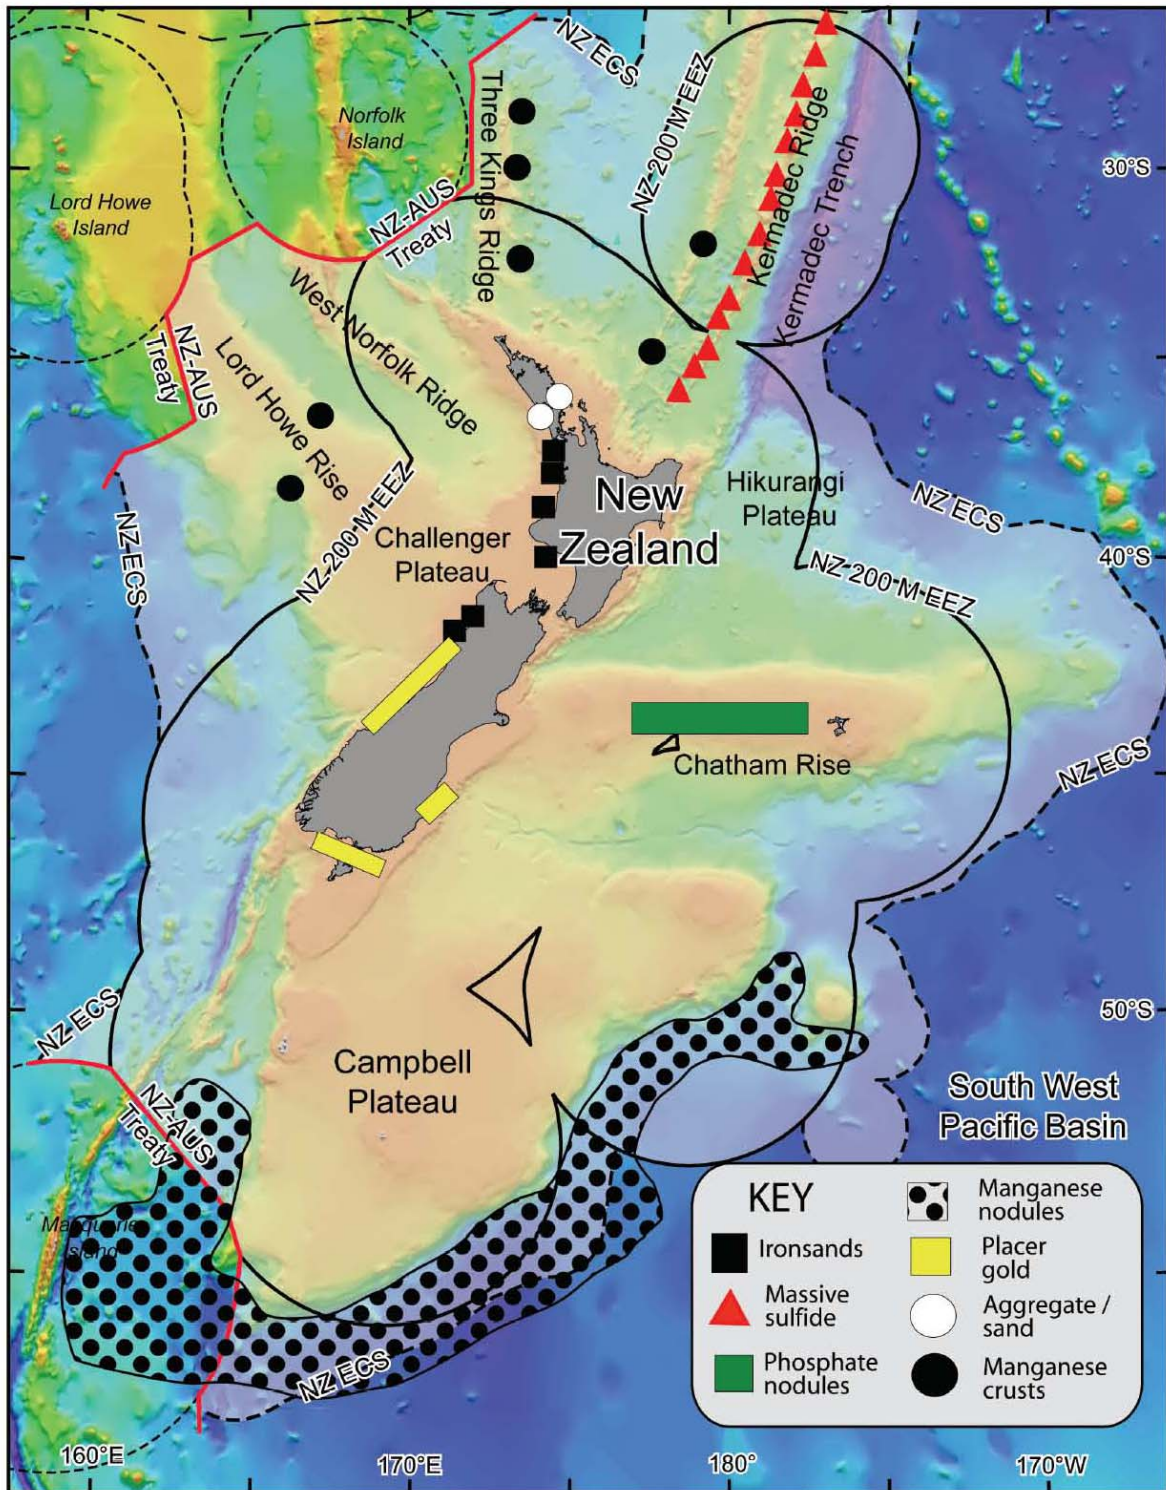 NZ ECS
Norfolk
Island
Three Kings Ridge
NZ-200 M EEZ
Kermadec Ridge
Kermadec Trench
30°S
Lord Howe
Island
NZ-AUS
Treaty
West Norfolk Ridge
NZ-AUS
Treaty
Lord Howe Rise
NZ-200 M EEZ
NZ ECS
New
Zealand
Hikurangi
Plateau
NZ ECS
Challenger
Plateau
40°S
NZ 200 M EEZ
Chatham Rise
NZ ECS
NZ ECS
50°S
Campbell
Plateau
NZ-AUS
Treaty
South West
Pacific Basin
Macquarie
Island
NZ ECS
KEY
Ironsands
Massive
sulfide
Phosphate
nodules
Manganese
nodules
Placer
gold
Aggregate /
sand
Manganese
crusts
160°E
170°E
180°
170°W